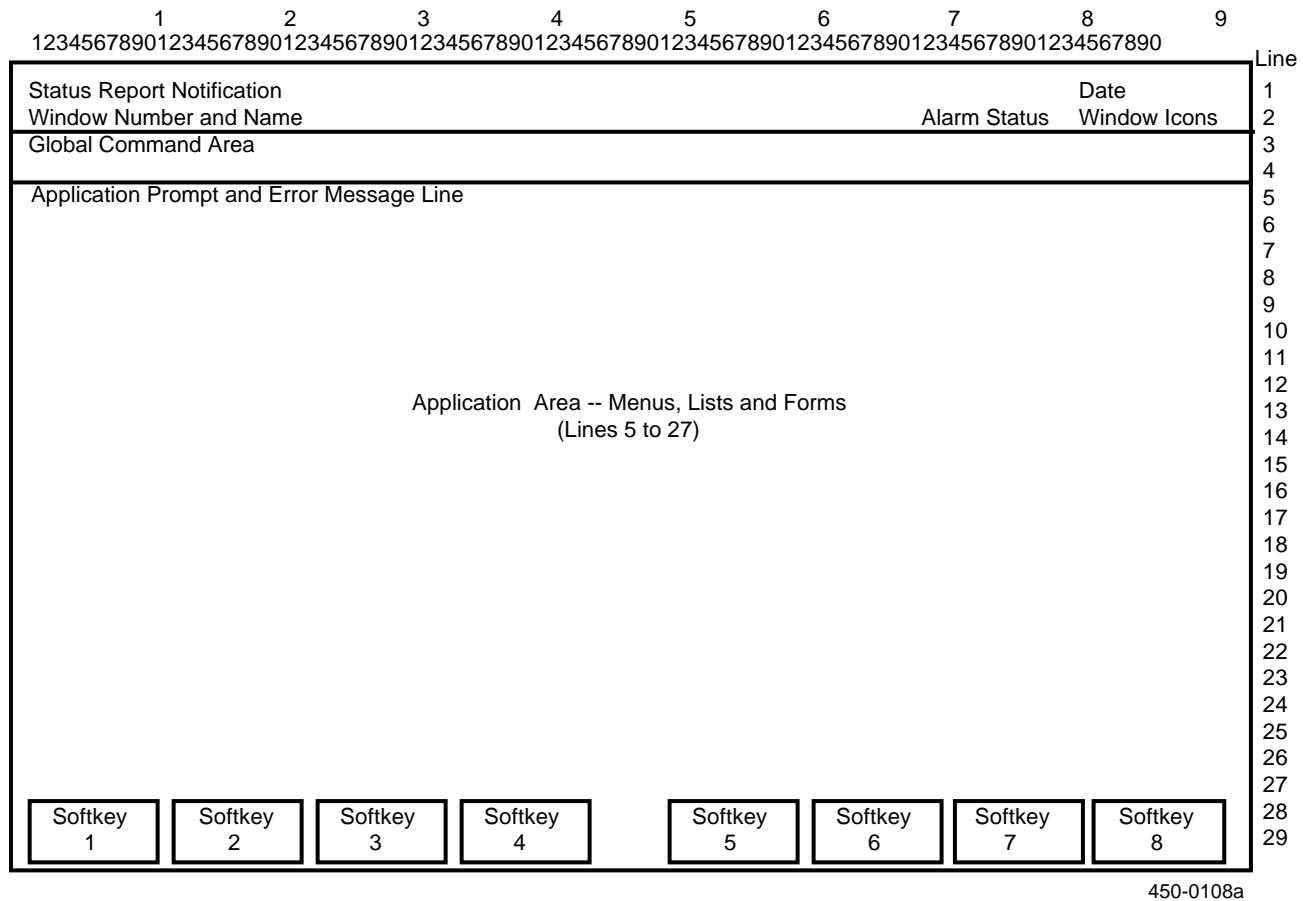 1 2 3 4 5 6 7 8 9
123456789012345678901234567890123456789012345678901234567890123456789012345678901234567890
Line
Status Report Notification Date 1
Window Number and Name Alarm Status Window Icons 2
Global Command Area 3
4
Application Prompt and Error Message Line 5
6
7
8
9
10
11
12
Application Area -- Menus, Lists and Forms 13
(Lines 5 to 27) 14
15
16
17
18
19
20
21
22
23
24
25
26
27
Softkey Softkey Softkey Softkey Softkey Softkey Softkey Softkey 28
1 2 3 4 5 6 7 8 29
450-0108a